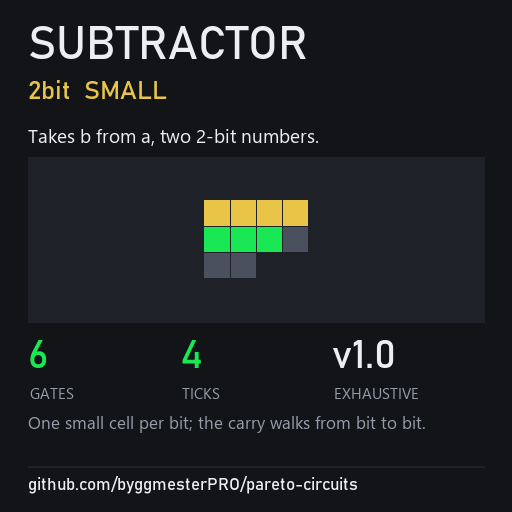 SUBTRACTOR
2bit SMALL
Takes b from a, two 2-bit numbers.
6 4 v1.0
GATES TICKS EXHAUSTIVE
One small cell per bit; the carry walks from bit to bit.
github.com/byggmesterPRO/pareto-circuits